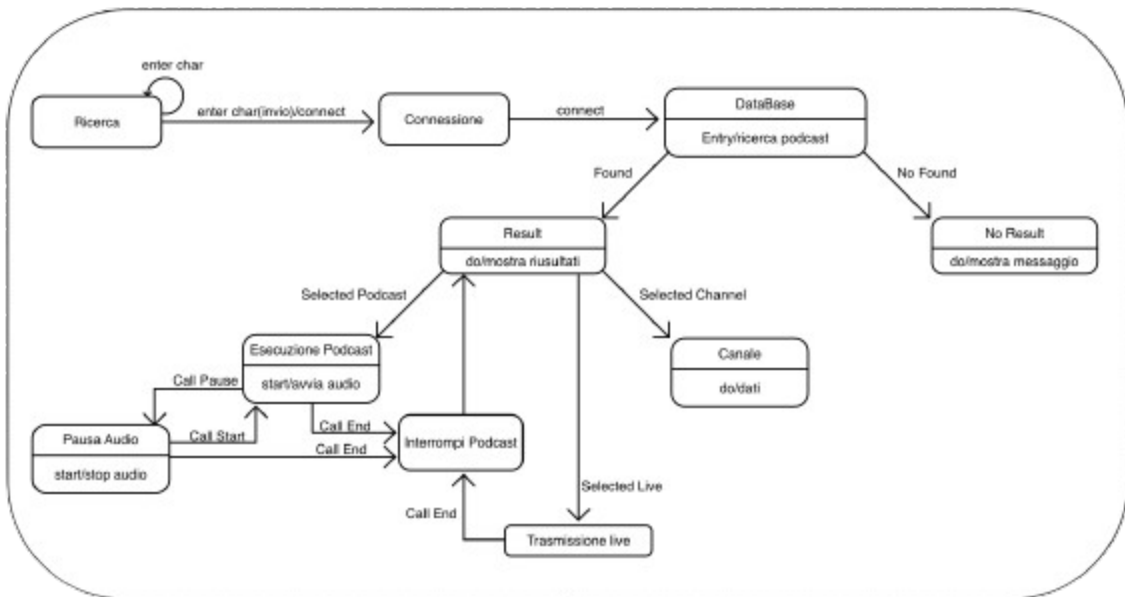 enter char
Ricerca
enter char(invio)/connect
Connessione
connect
DataBase
Entry/ricerca podcast
Found
No Found
Result
do/mostra riusultati
No Result
do/mostra messaggio
Selected Podcast
Selected Channel
Esecuzione Podcast
start/avvia audio
Canale
do/dati
Call Pause
Pausa Audio
start/stop audio
Call Start
Call End
Call End
Interrompi Podcast
Selected Live
Call End
Trasmissione live